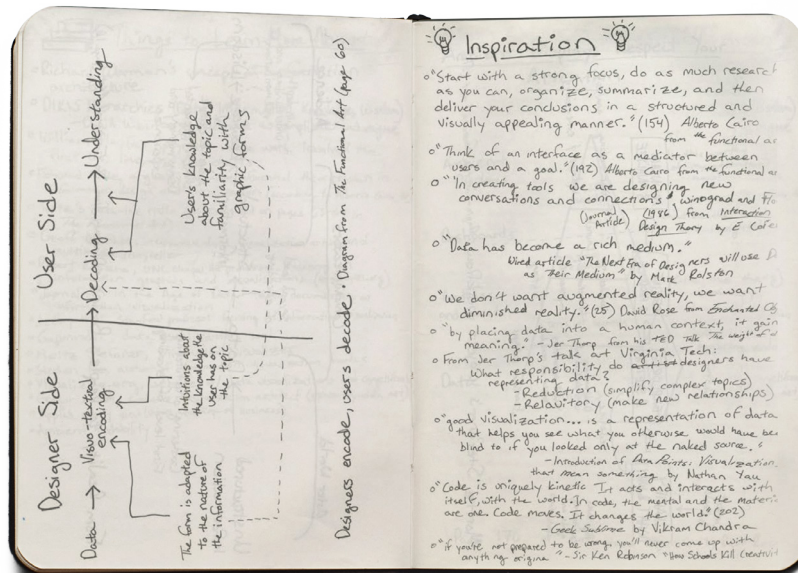 Designer Side
User Side
Data → Visuo-textual
encoding
→ Decoding → Understanding
The form is adapted
to the nature of
the information
Intuitions about
the knowledge the
user has on
the topic
User's knowledge
about the topic and
familiarity with
graphic forms
Designers encode, users decode • Diagram from The Functional Art (page 60)
Inspiration
"Start with a strong focus, do as much research
as you can, organize, summarize, and then
deliver your conclusions in a structured and
visually appealing manner." (154) Alberto Cairo
from the functional
"Think of an interface as a mediator between
users and a goal." (192) Alberto Cairo from the functional
"In creating tools we are designing new
conversations and connections" winograd and
(Journal Article) (1986) from Interaction
Design Theory by E
"Data has become a rich medium."
Wired article "The Next Era of Designers will use
as Their Medium" by Mark Rolston
"We don't want augmented reality, we want
diminished reality." (25) David Rose from Enchanted
"by placing data into a human context, it gain
meaning." - Jer Thorp from his TED Talk The weight of
From Jer Thorp's talk at Virginia Tech:
What responsibility do designers have
representing data?
- Reduction (simplify, complex topics)
- (make new relationships)
"good visualization... is a representation of data
that helps you see what you otherwise would have be
blind to if you looked only at the naked source."
- Introduction of Data Points: Visualization
that mean something by Nathan Yau
"Code is uniquely kinetic It acts and interacts with
itself, with the world. In code, the mental and the
are one. Code moves. It changes the world." (202)
- Geek Sublime by Vikram Chandra
"if you're not prepared to be wrong, you'll never come up with
anything origina" - Sir Ken Robinson "How Schools Kill